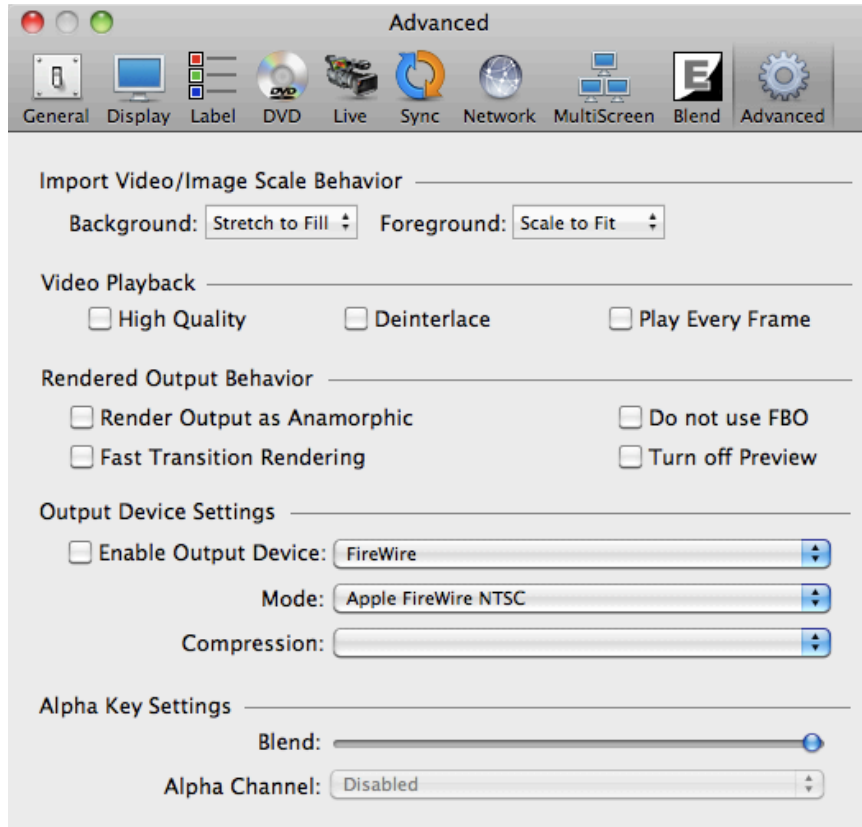 Advanced
General Display Label DVD Live Sync Network MultiScreen Blend Advanced
Import Video/Image Scale Behavior
Background: Stretch to Fill Foreground: Scale to Fit
Video Playback
High Quality Deinterlace Play Every Frame
Rendered Output Behavior
Render Output as Anamorphic Do not use FBO
Fast Transition Rendering Turn off Preview
Output Device Settings
Enable Output Device: FireWire
Mode: Apple FireWire NTSC
Compression:
Alpha Key Settings
Blend:
Alpha Channel: Disabled